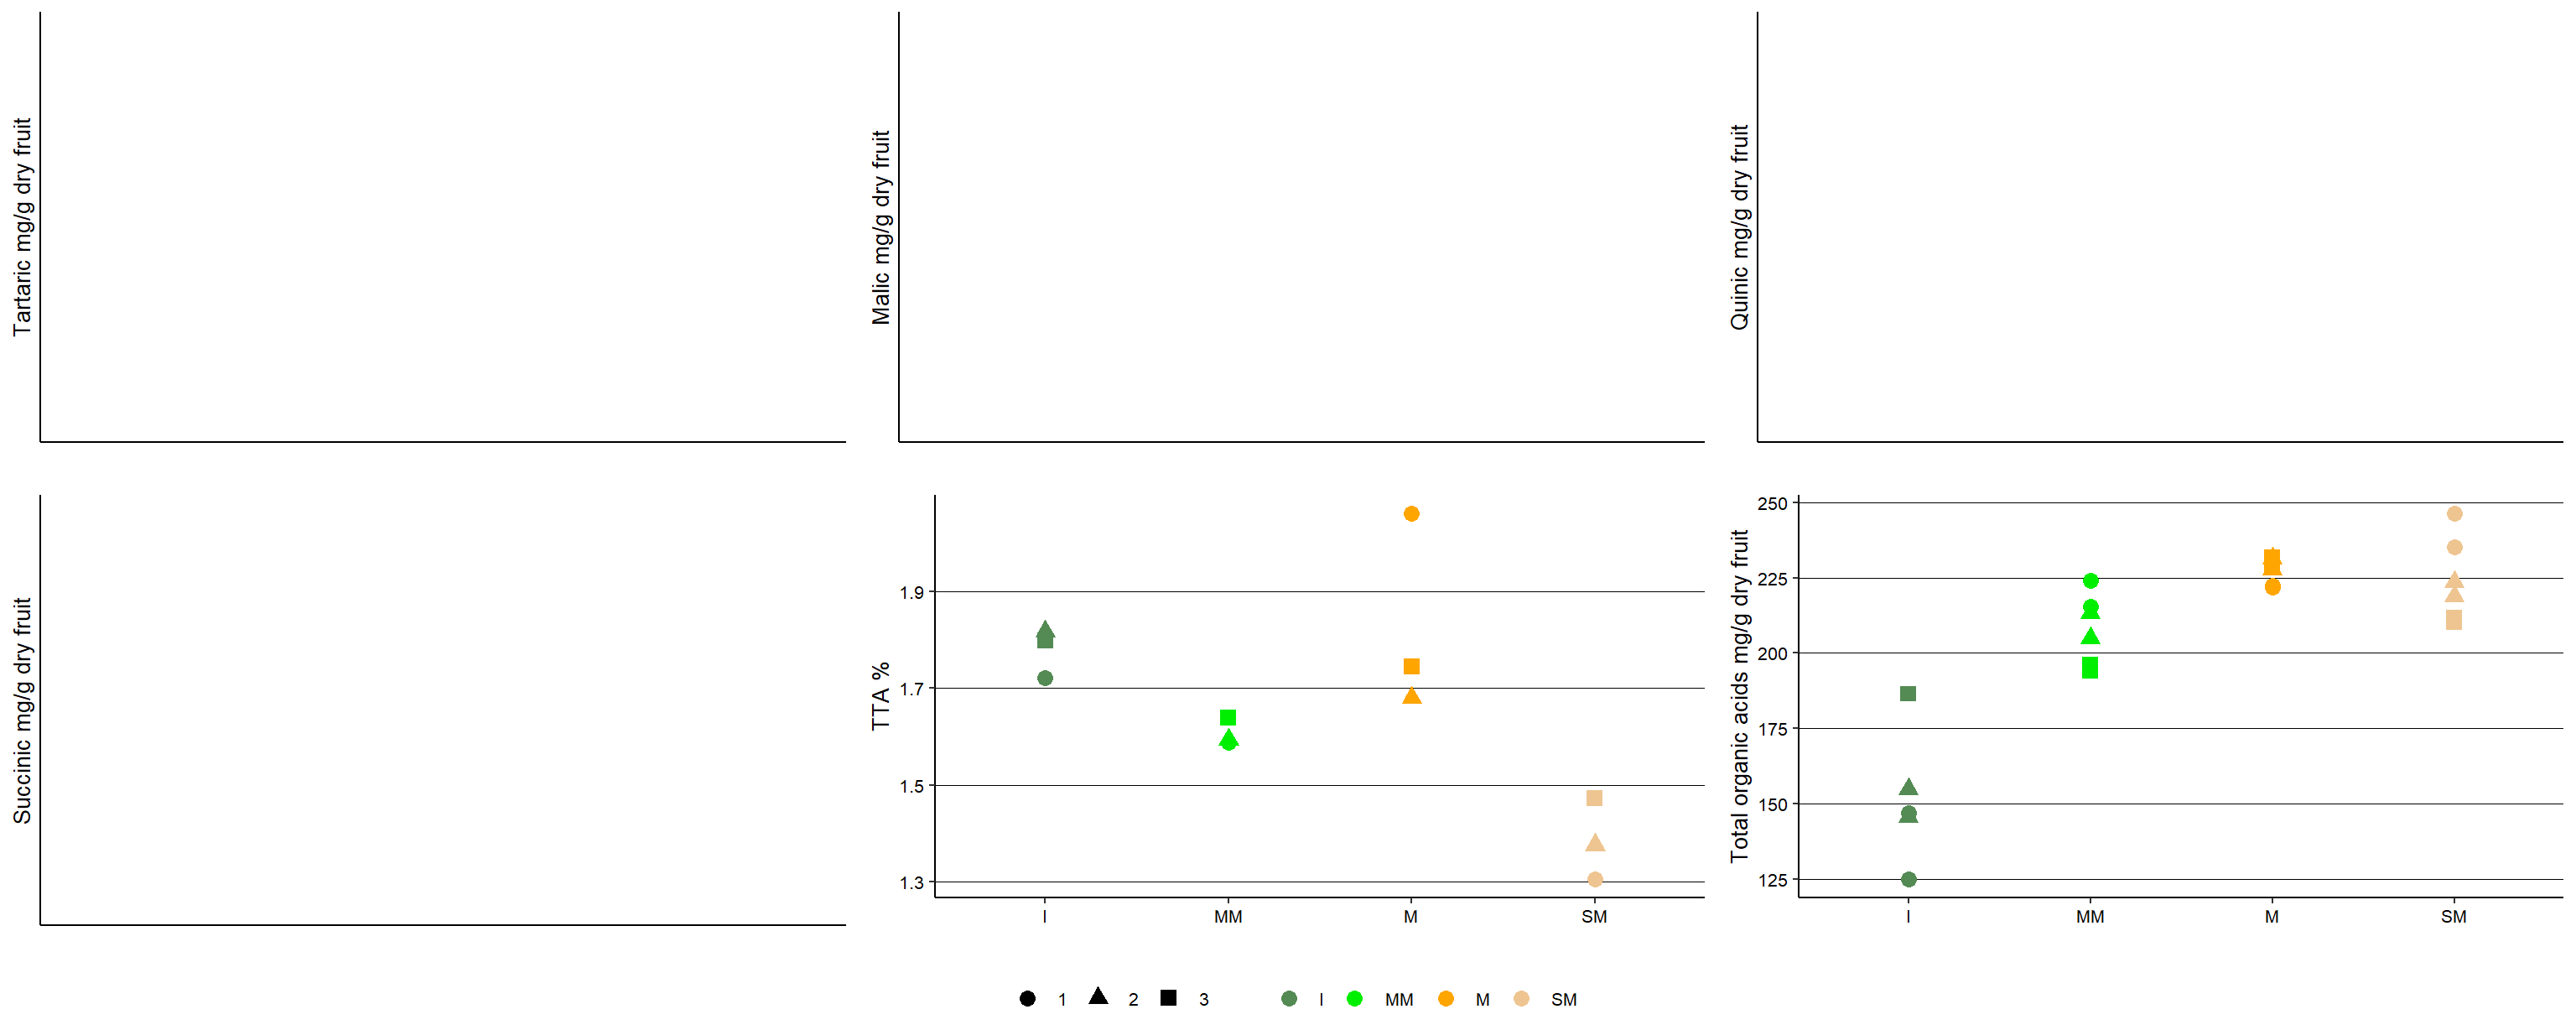 Tartaric mg/g dry fruit
Malic mg/g dry fruit
Quinic mg/g dry fruit
Succinic mg/g dry fruit
TTA %
1.9
1.7
1.5
1.3
I MM M SM
Total organic acids mg/g dry fruit
250
225
200
175
150
125
I MM M SM
1 2 3 I MM M SM